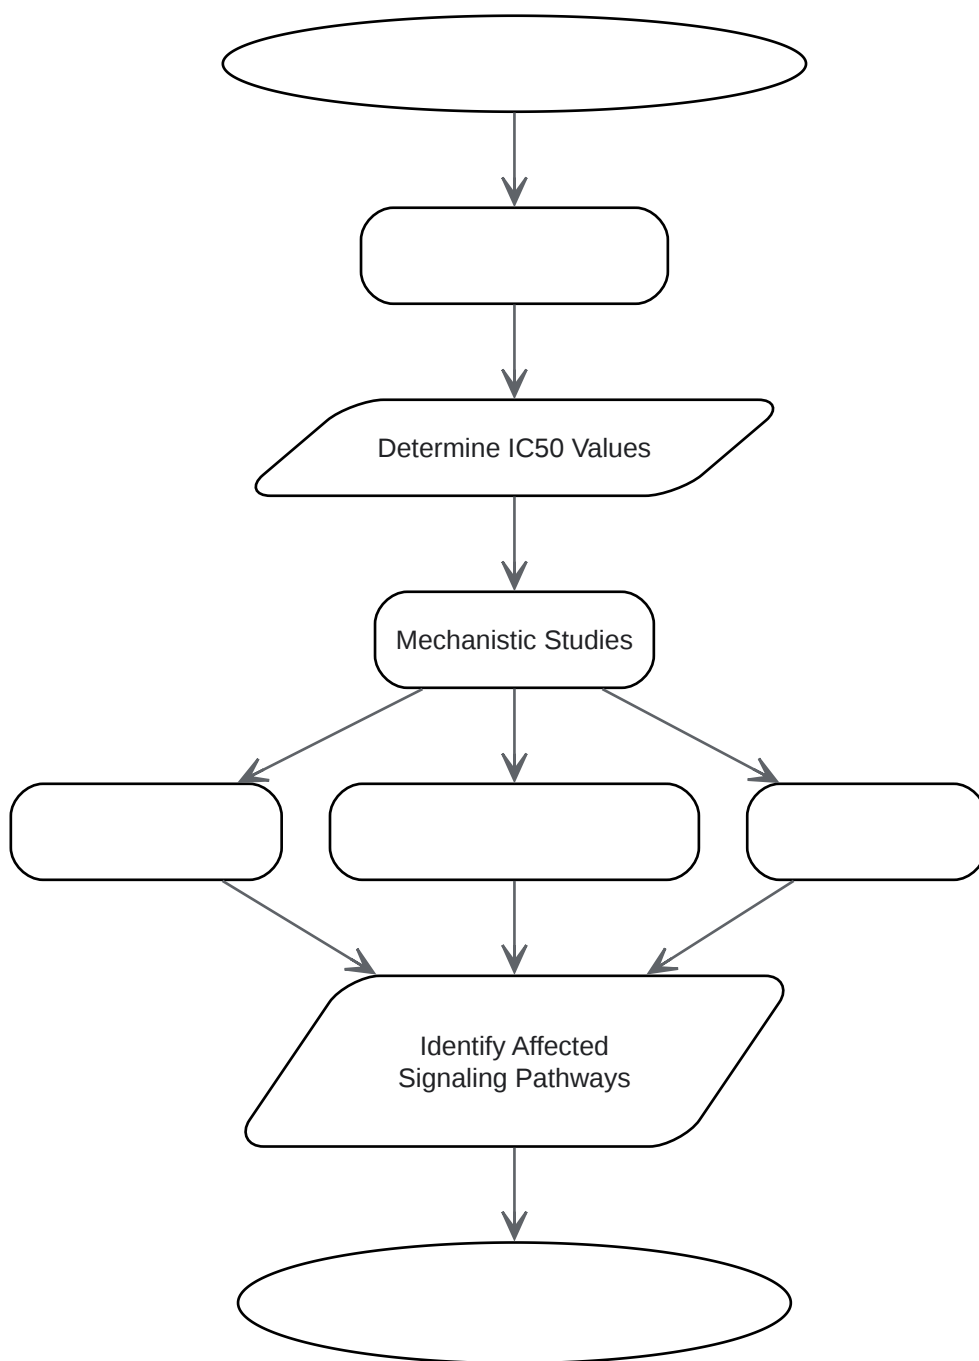 Determine IC50 Values
Mechanistic Studies
Identify Affected
Signaling Pathways